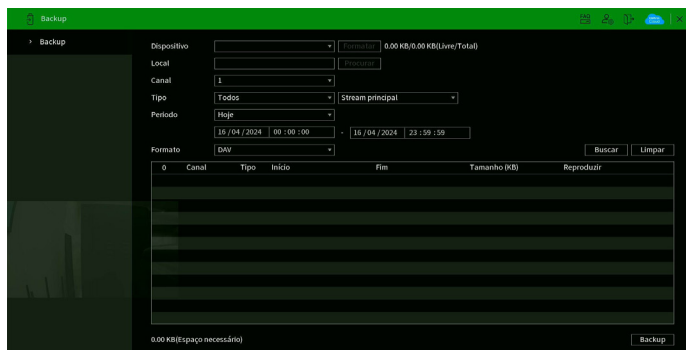 Backup
FAQ
Backup
Dispositivo Formatar 0.00 KB/0.00 KB(Livre/Total)
Local Procurar
Canal 1
Tipo Todos Stream principal
Período Hoje
16 /04 /2024 00 : 00 : 00 - 16 /04 /2024 23 : 59 : 59
Formato DAV Buscar Limpar
0 Canal Tipo Início Fim Tamanho (KB) Reproduzir
0.00 KB(Espaço necessário) Backup